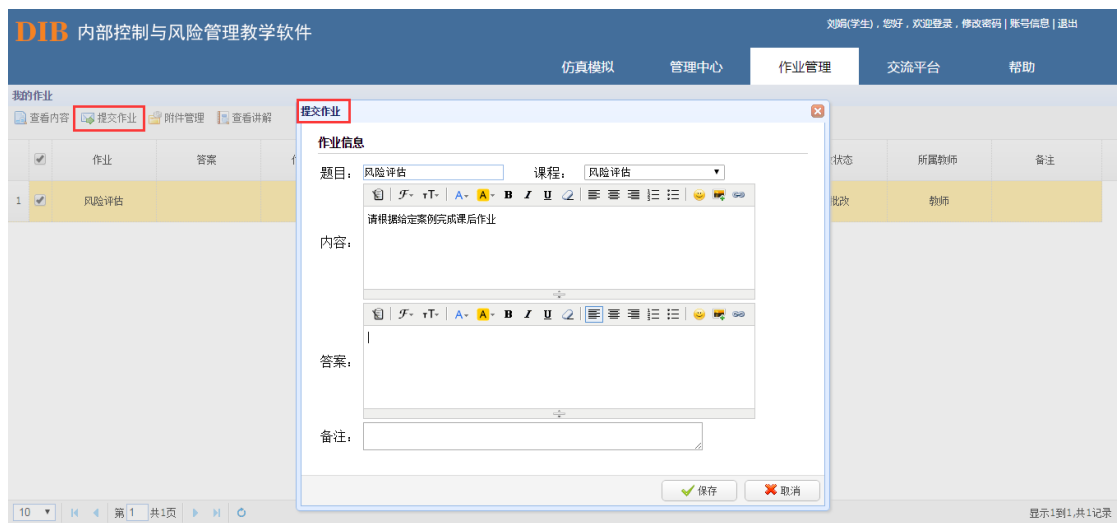 DIB 内部控制与风险管理教学软件
刘娟(学生)，您好，欢迎登录，修改密码 | 账号信息 | 退出
仿真模拟 管理中心 作业管理 交流平台 帮助
我的作业
查看内容 提交作业 附件管理 查看讲解
作业 答案 状态 所属教师 备注
1 风险评估 批改 教师
提交作业
作业信息
题目： 风险评估 课程： 风险评估
内容：
请根据给定案例完成课后作业
答案：
备注：
保存 取消
10 第 1 共1页 显示1到1,共1记录